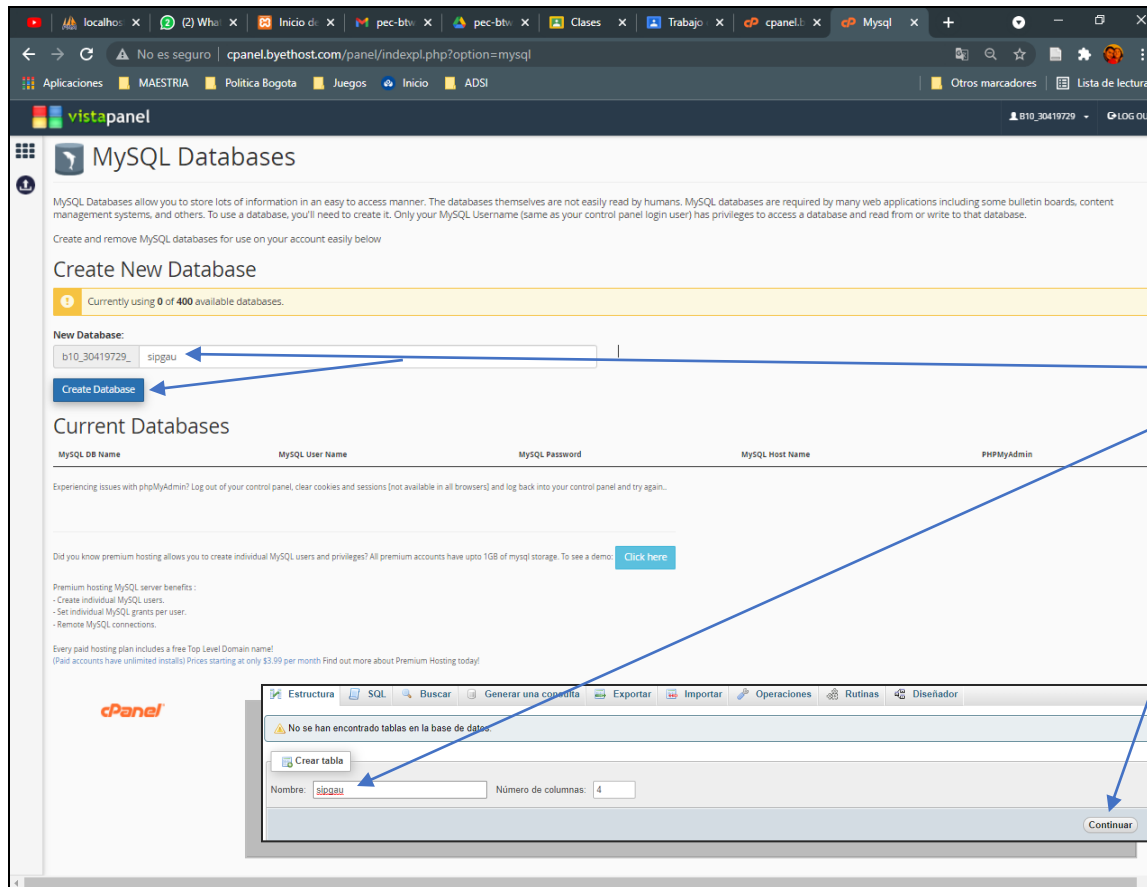 localhos
(2) What
Inicio de
pec-btw
pec-btw
Clases
Trabajo
cpanel.b
Mysql
No es seguro | cpanel.byethost.com/panel/indexpl.php?option=mysql
Aplicaciones MAESTRIA Politica Bogota Juegos Inicio ADSI Otros marcadores Lista de lectura
vistapanel B10_30419729 LOG OU
MySQL Databases
MySQL Databases allow you to store lots of information in an easy to access manner. The databases themselves are not easily read by humans. MySQL databases are required by many web applications including some bulletin boards, content
management systems, and others. To use a database, you'll need to create it. Only your MySQL Username (same as your control panel login user) has privileges to access a database and read from or write to that database.
Create and remove MySQL databases for use on your account easily below
Create New Database
Currently using 0 of 400 available databases.
New Database:
b10_30419729_ sipgau
Create Database
Current Databases
MySQL DB Name MySQL User Name MySQL Password MySQL Host Name PHPMyAdmin
Experiencing issues with phpMyAdmin? Log out of your control panel, clear cookies and sessions [not available in all browsers] and log back into your control panel and try again..
Did you know premium hosting allows you to create individual MySQL users and privileges? All premium accounts have upto 1GB of mysql storage. To see a demo: Click here
Premium hosting MySQL server benefits :
- Create individual MySQL users.
- Set individual MySQL grants per user.
- Remote MySQL connections.
Every paid hosting plan includes a free Top Level Domain name!
(Paid accounts have unlimited installs) Prices starting at only $3.99 per month Find out more about Premium Hosting today!
cPanel
Estructura SQL Buscar Generar una consulta Exportar Importar Operaciones Rutinas Diseñador
No se han encontrado tablas en la base de datos.
Crear tabla
Nombre: sipgau Número de columnas: 4
Continuar